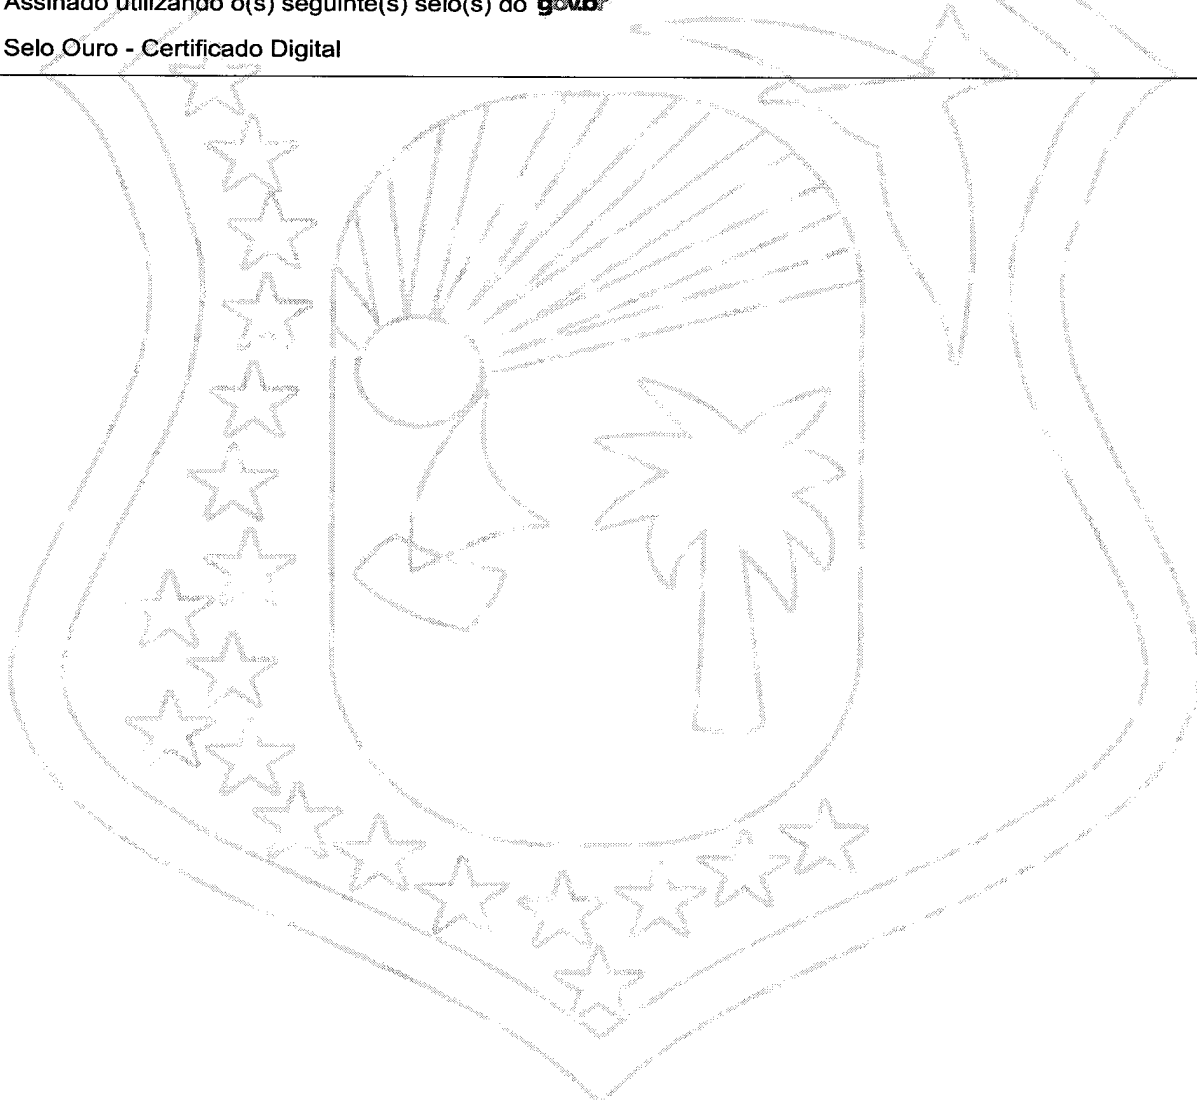 Assinado utilizando o(s) seguinte(s) selo(s) do gov.br
Selo Ouro - Certificado Digital